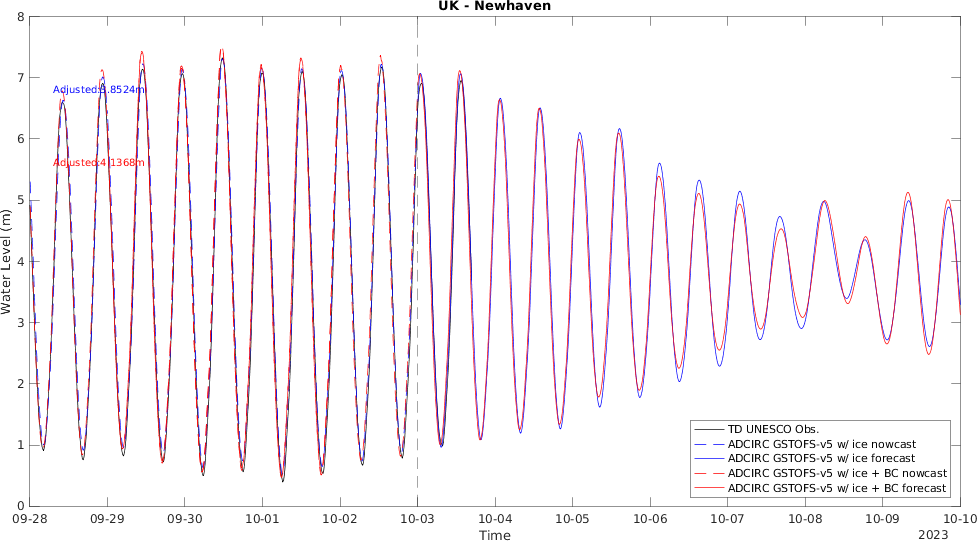 UK - Newhaven
8
7
6
5
4
3
2
1
0
Water Level (m)
Adjusted:3.8524m
Adjusted:4.1368m
TD UNESCO Obs.
ADCIRC GSTOFS-v5 w/ ice nowcast
ADCIRC GSTOFS-v5 w/ ice forecast
ADCIRC GSTOFS-v5 w/ ice + BC nowcast
ADCIRC GSTOFS-v5 w/ ice + BC forecast
09-28 09-29 09-30 10-01 10-02 10-03 10-04 10-05 10-06 10-07 10-08 10-09 10-10
Time
2023